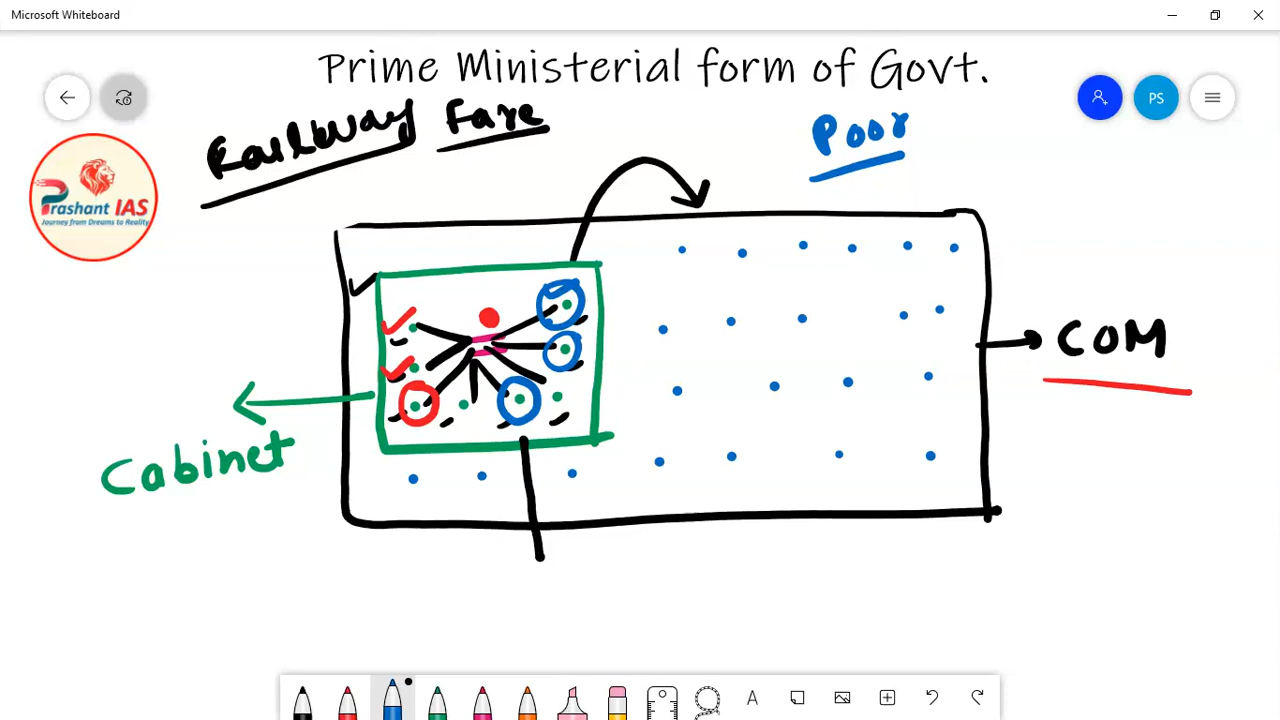 Microsoft Whiteboard
Prime Ministerial form of Govt.
Railway Fare
Poor
PS
Prashant IAS
Journey from Dreams to Reality
COM
Cabinet
A